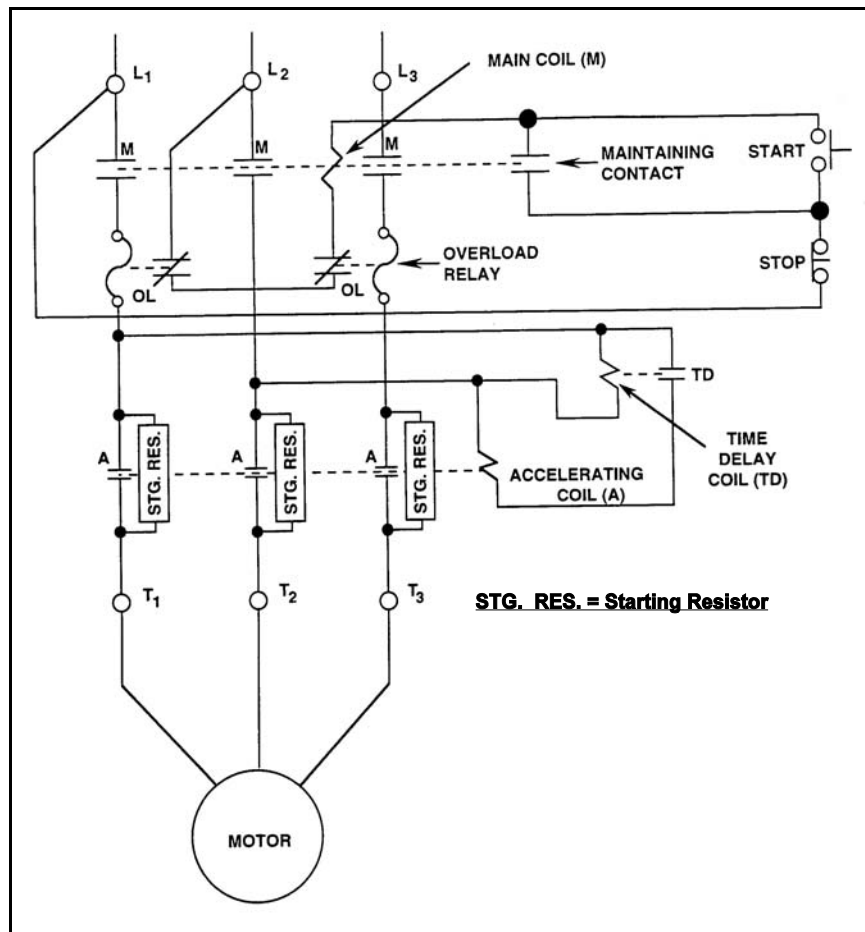 L1
L2
L3
MAIN COIL (M)
M
M
M
MAINTAINING
CONTACT
START
STOP
OVERLOAD
RELAY
OL
OL
TD
TIME
DELAY
COIL (TD)
A
STG. RES.
A
STG. RES.
A
STG. RES.
ACCELERATING
COIL (A)
T1
T2
T3
STG. RES. = Starting Resistor
MOTOR